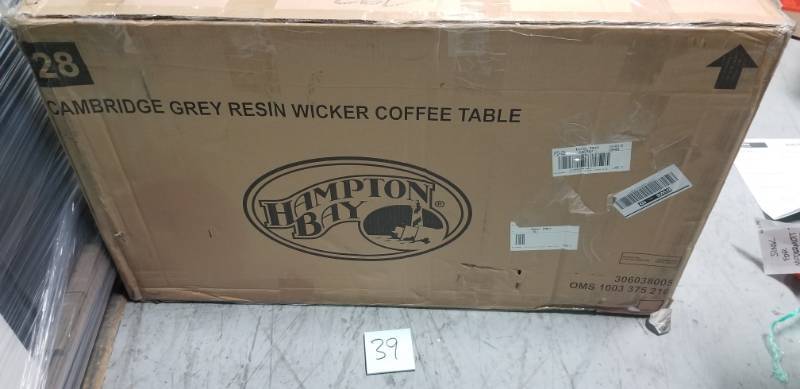 28
CAMBRIDGE GREY RESIN WICKER COFFEE TABLE
HAMPTON
BAY®
306038005
OMS 1003 375 216
39